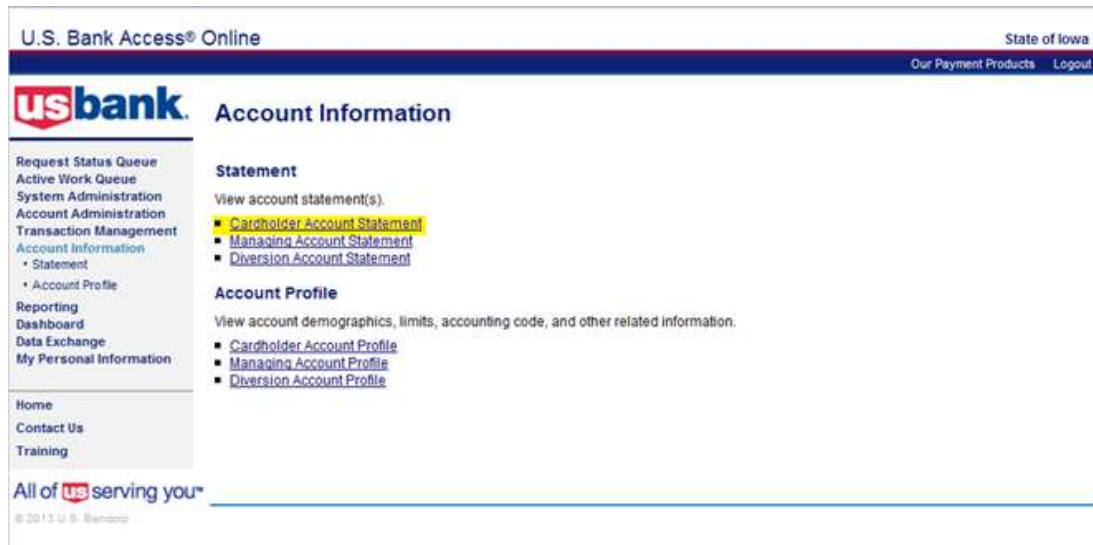 U.S. Bank Access® Online
State of Iowa
Our Payment Products Logout
usbank.
Account Information
Request Status Queue
Active Work Queue
System Administration
Account Administration
Transaction Management
Account Information
• Statement
• Account Profile
Reporting
Dashboard
Data Exchange
My Personal Information
Home
Contact Us
Training
Statement
View account statement(s).
▪ Cardholder Account Statement
▪ Managing Account Statement
▪ Diversion Account Statement
Account Profile
View account demographics, limits, accounting code, and other related information.
▪ Cardholder Account Profile
▪ Managing Account Profile
▪ Diversion Account Profile
All of us serving you℠
© 2013 U.S. Bancorp